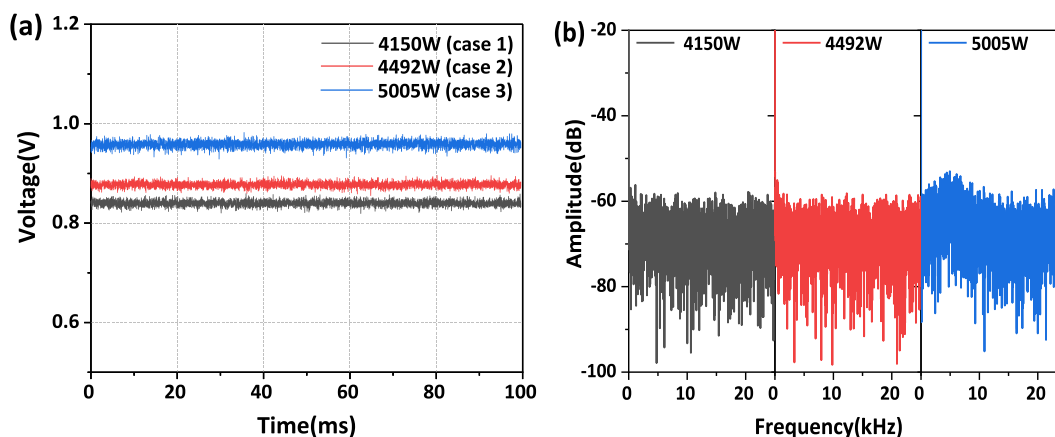 (a)
1.2
1.0
0.8
0.6
Voltage(V)
4150W (case 1)
4492W (case 2)
5005W (case 3)
0 20 40 60 80 100
Time(ms)
(b)
-20
-40
-60
-80
-100
Amplitude(dB)
4150W 4492W 5005W
0 10 20 0 10 20 0 10 20
Frequency(kHz)